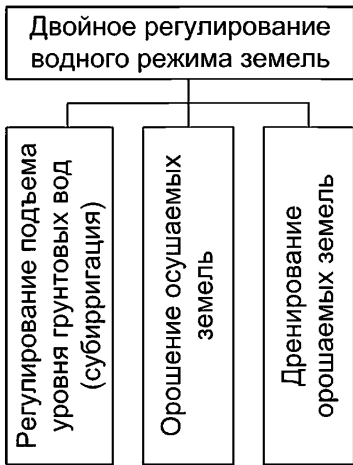 Двойное регулирование
водного режима земель
Регулирование подъема
уровня грунтовых вод
(субирригация)
Орошение осушаемых
земель
Дренирование
орошаемых земель